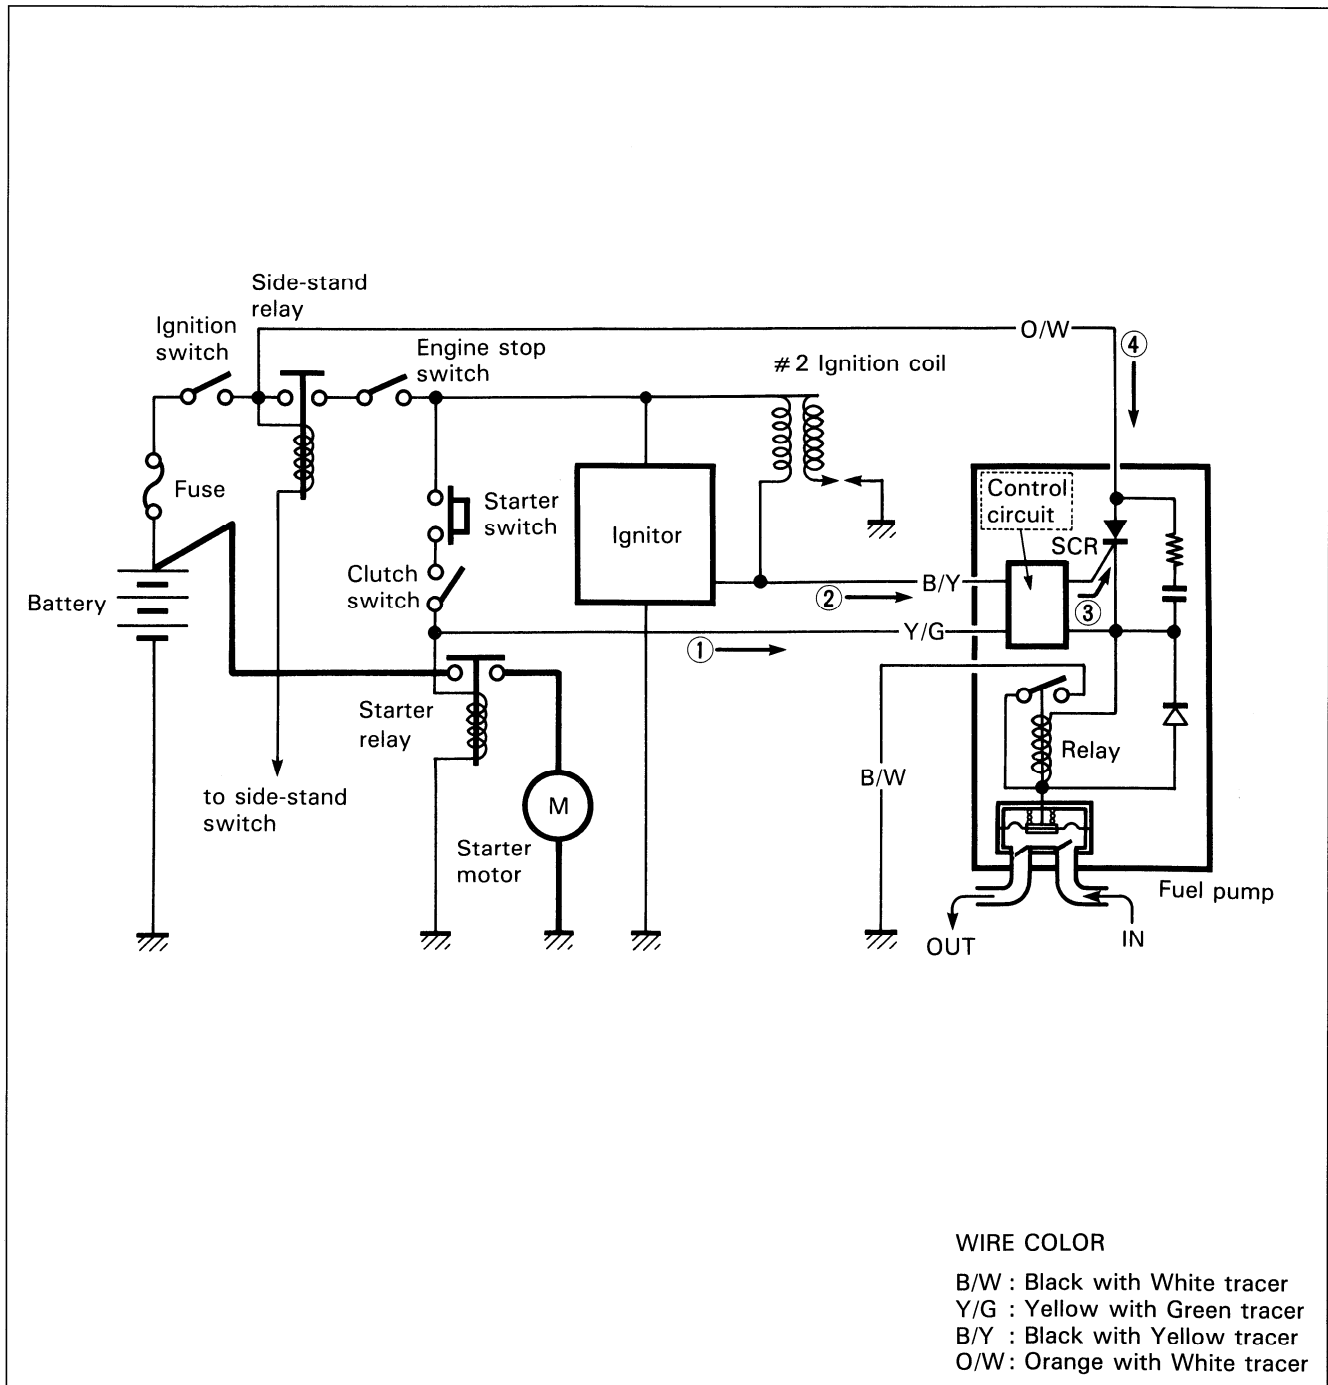 Side-stand
relay
Ignition
switch
Engine stop
switch
O/W
④
#2 Ignition coil
Fuse
Starter
switch
Ignitor
Control
circuit
SCR
Clutch
switch
Battery
B/Y
②
③
Y/G
①
Starter
relay
Relay
B/W
to side-stand
switch
M
Starter
motor
Fuel pump
OUT
IN
WIRE COLOR
B/W : Black with White tracer
Y/G : Yellow with Green tracer
B/Y : Black with Yellow tracer
O/W : Orange with White tracer